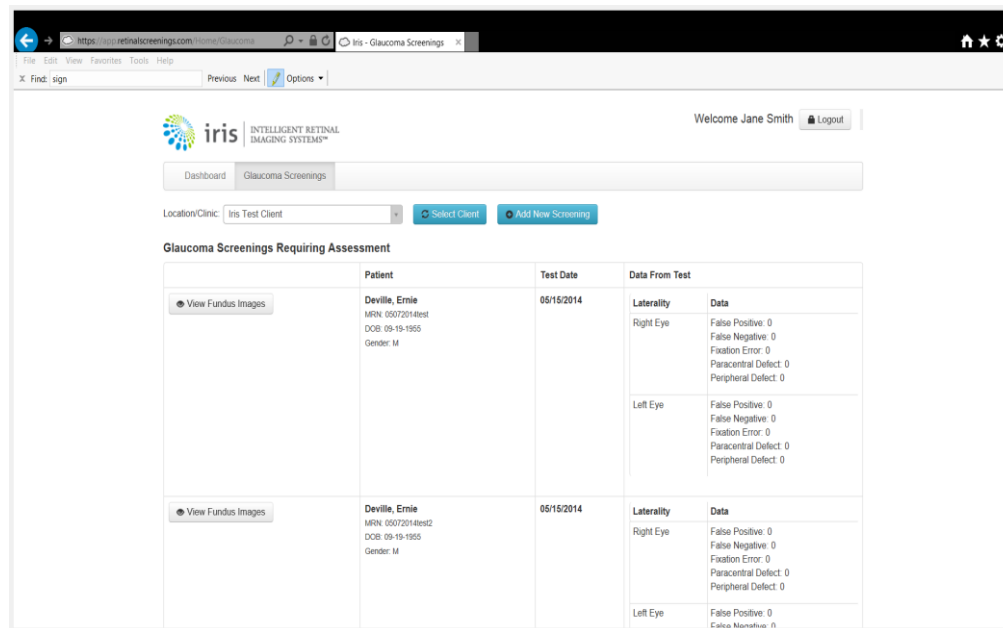 https://app.retinalscreenings.com/Home/Glaucoma
Iris - Glaucoma Screenings ×
File Edit View Favorites Tools Help
x Find: sign Previous Next Options
iris INTELLIGENT RETINAL IMAGING SYSTEMS℠
Welcome Jane Smith Logout
Dashboard Glaucoma Screenings
Location/Clinic: Iris Test Client Select Client Add New Screening
Glaucoma Screenings Requiring Assessment
Patient Test Date Data From Test
View Fundus Images Deville, Ernie 05/15/2014 Laterality Data
MRN: 05072014test
DOB: 09-19-1955
Gender: M
Right Eye False Positive: 0
False Negative: 0
Fixation Error: 0
Paracentral Defect: 0
Peripheral Defect: 0
Left Eye False Positive: 0
False Negative: 0
Fixation Error: 0
Paracentral Defect: 0
Peripheral Defect: 0
View Fundus Images Deville, Ernie 05/15/2014 Laterality Data
MRN: 05072014test2
DOB: 09-19-1955
Gender: M
Right Eye False Positive: 0
False Negative: 0
Fixation Error: 0
Paracentral Defect: 0
Peripheral Defect: 0
Left Eye False Positive: 0
False Negative: 0